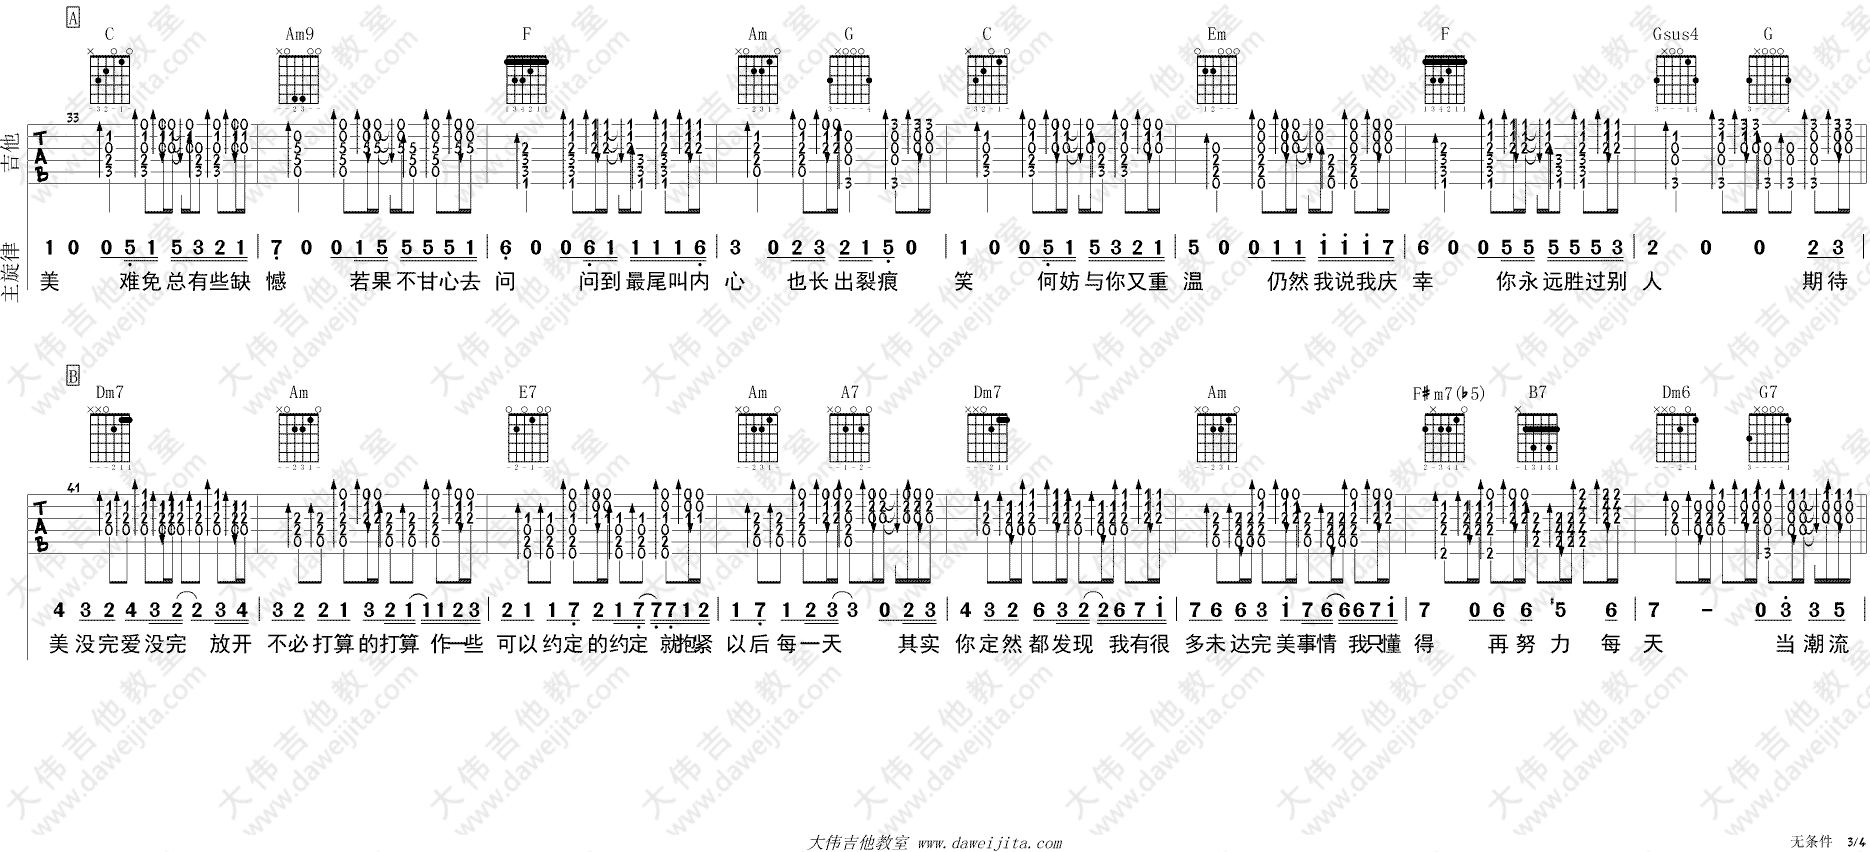 A
C Am9 F Am G C Em F Gsus4 G
33
吉他
TAB
主旋律
1 0 0 5 1 5 3 2 1 | 7 0 0 1 5 5 5 5 1 | 6 0 0 6 1 1 1 1 6 | 3 0 2 3 2 1 5 0 | 1 0 0 5 1 5 3 2 1 | 5 0 0 1 1 1 1 1 7 | 6 0 0 5 5 5 5 5 3 | 2 0 0 2 3
美 难免 总有些缺 憾 若果 不甘心去 问 问到 最尾叫内 心 也长 出裂痕 笑 何妨 与你又重 温 仍然 我说我庆 幸 你永 远胜过别 人 期待
B
Dm7 Am E7 Am A7 Dm7 Am F♯m7(♭5) B7 Dm6 G7
41
TAB
4 3 2 4 3 2 2 3 4 | 3 2 2 1 3 2 1 1 1 2 3 | 2 1 1 7 2 1 7 7 7 1 2 | 1 7 1 2 3 3 0 2 3 | 4 3 2 6 3 2 2 6 7 1 | 7 6 6 3 1 7 6 6 6 7 1 | 7 0 6 6 ♯5 6 | 7 - 0 3 3 5
美 没完 爱没完 放开 不必 打算 的打算 作一些 可以 约定 的约定 就抱紧 以后 每一天 其实 你定然 都发现 我有很 多未 达完 美事情 我只懂 得 再努 力 每 天 当 潮流
大伟吉他教室 www.daweijita.com
无条件 3/4